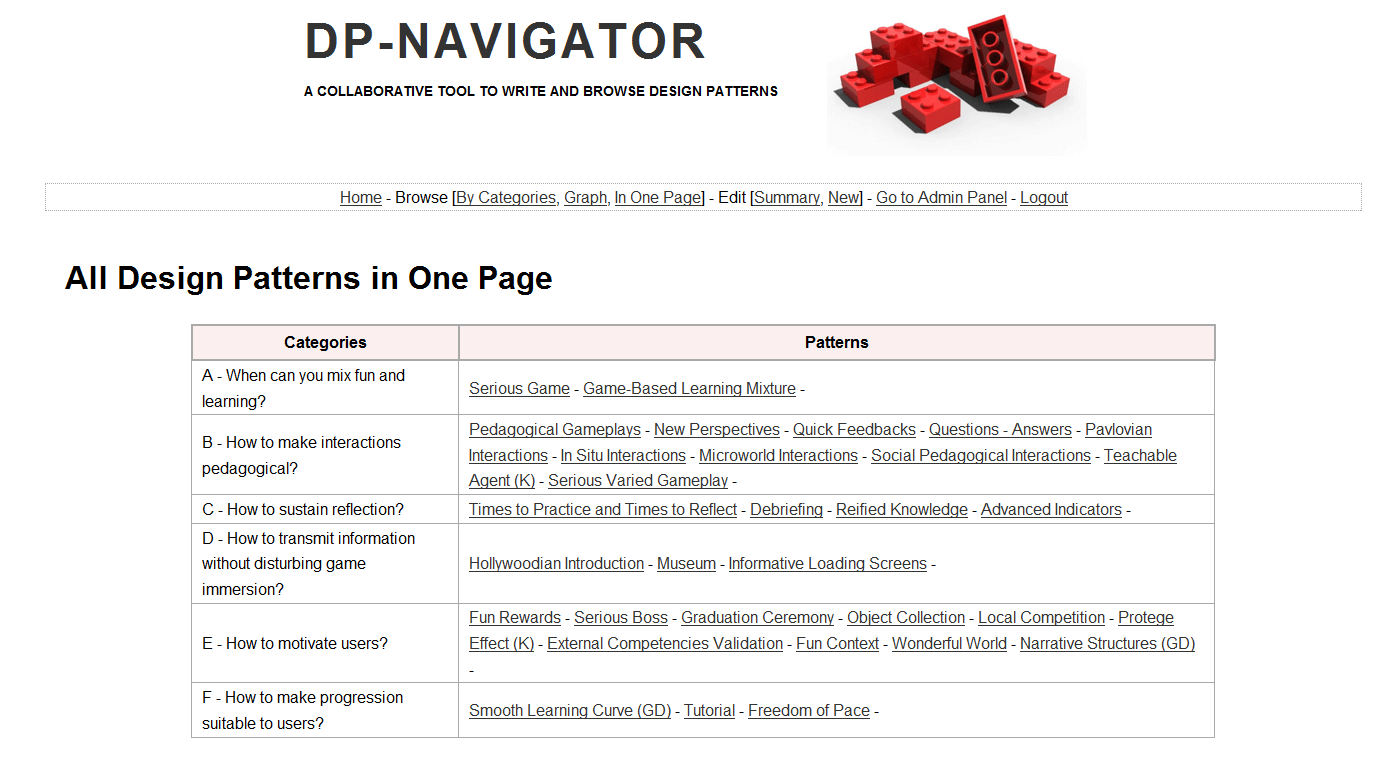 DP-NAVIGATOR
A COLLABORATIVE TOOL TO WRITE AND BROWSE DESIGN PATTERNS
Home - Browse [By Categories, Graph, In One Page] - Edit [Summary, New] - Go to Admin Panel - Logout
All Design Patterns in One Page
Categories
Patterns
A - When can you mix fun and
learning?
Serious Game - Game-Based Learning Mixture -
B - How to make interactions
pedagogical?
Pedagogical Gameplays - New Perspectives - Quick Feedbacks - Questions - Answers - Pavlovian
Interactions - In Situ Interactions - Microworld Interactions - Social Pedagogical Interactions - Teachable
Agent (K) - Serious Varied Gameplay -
C - How to sustain reflection?
Times to Practice and Times to Reflect - Debriefing - Reified Knowledge - Advanced Indicators -
D - How to transmit information
without disturbing game
immersion?
Hollywoodian Introduction - Museum - Informative Loading Screens -
E - How to motivate users?
Fun Rewards - Serious Boss - Graduation Ceremony - Object Collection - Local Competition - Protege
Effect (K) - External Competencies Validation - Fun Context - Wonderful World - Narrative Structures (GD)
-
F - How to make progression
suitable to users?
Smooth Learning Curve (GD) - Tutorial - Freedom of Pace -